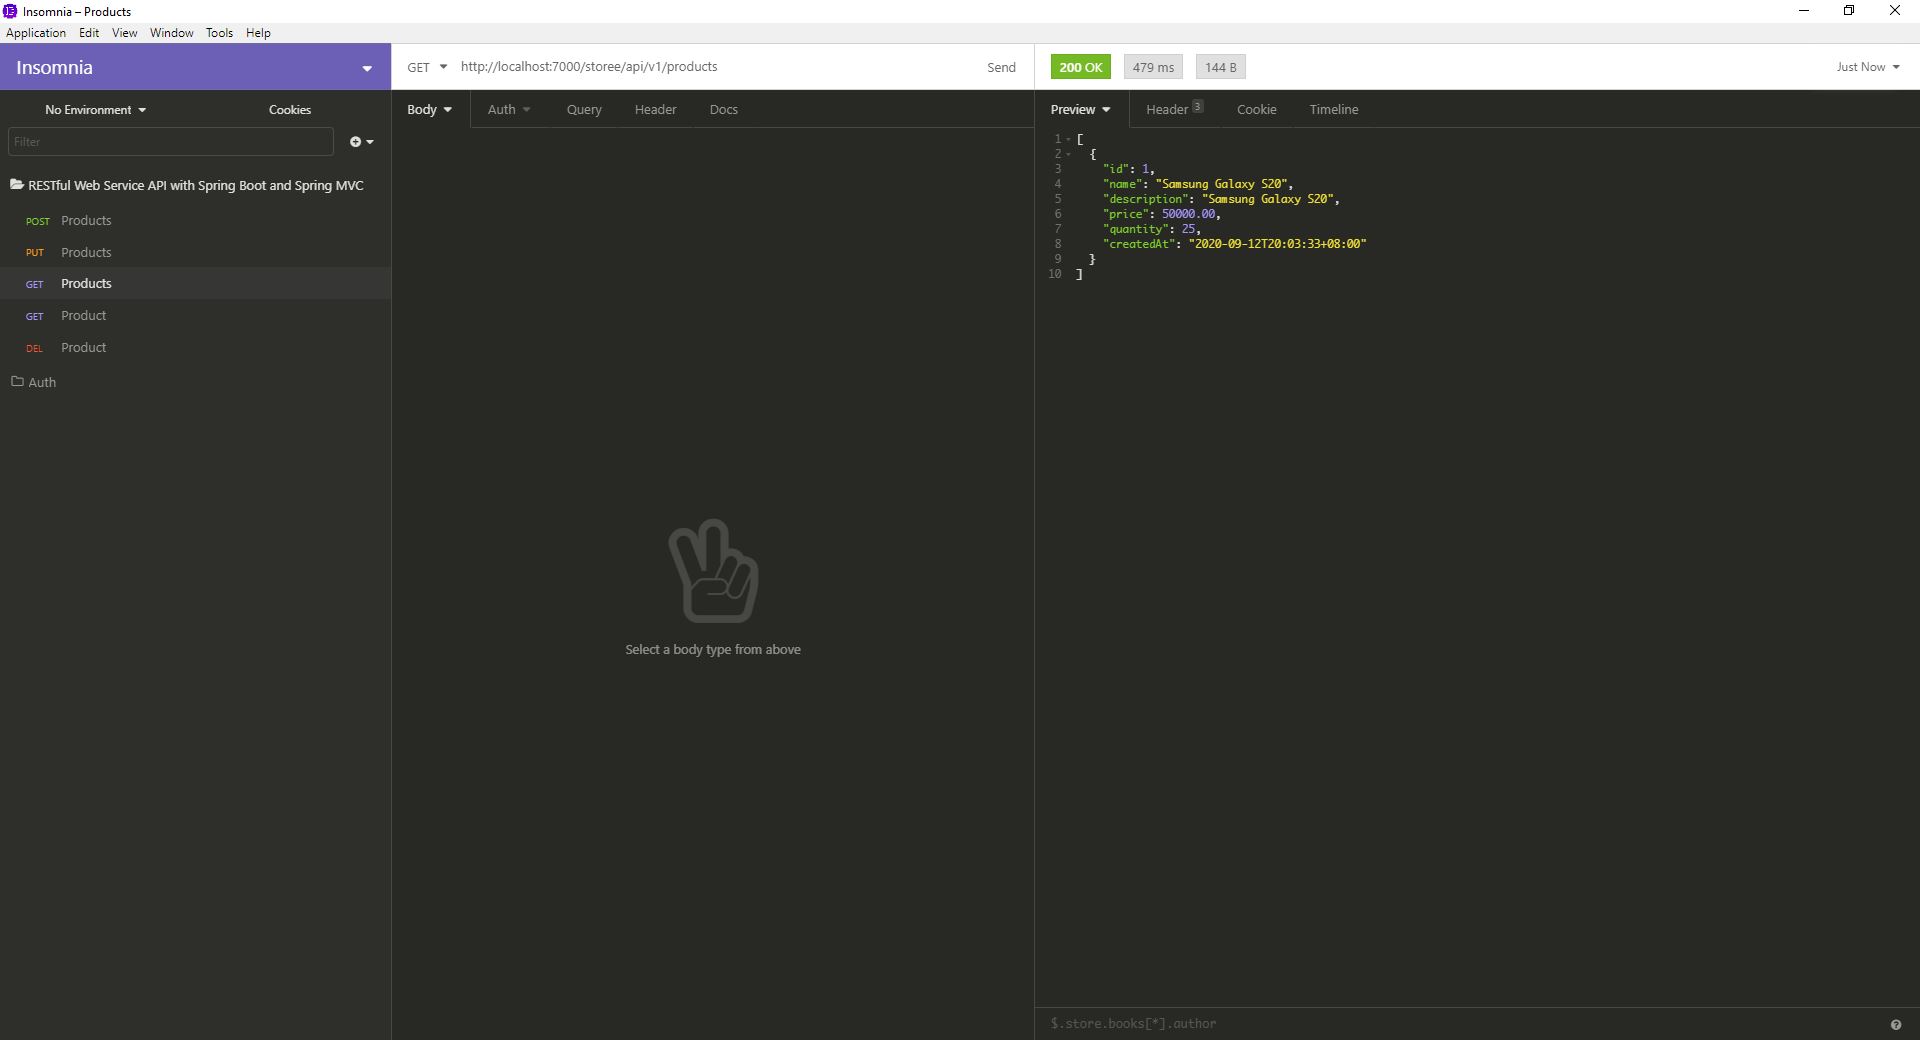 Insomnia – Products
Application Edit View Window Tools Help
Insomnia
GET http://localhost:7000/storee/api/v1/products Send
200 OK 479 ms 144 B Just Now
No Environment Cookies
Filter
RESTful Web Service API with Spring Boot and Spring MVC
POST Products
PUT Products
GET Products
GET Product
DEL Product
Auth
Body Auth Query Header Docs
Select a body type from above
Preview Header 3 Cookie Timeline
1 [
2 {
3 "id": 1,
4 "name": "Samsung Galaxy S20",
5 "description": "Samsung Galaxy S20",
6 "price": 50000.00,
7 "quantity": 25,
8 "createdAt": "2020-09-12T20:03:33+08:00"
9 }
10 ]
$.store.books[*].author